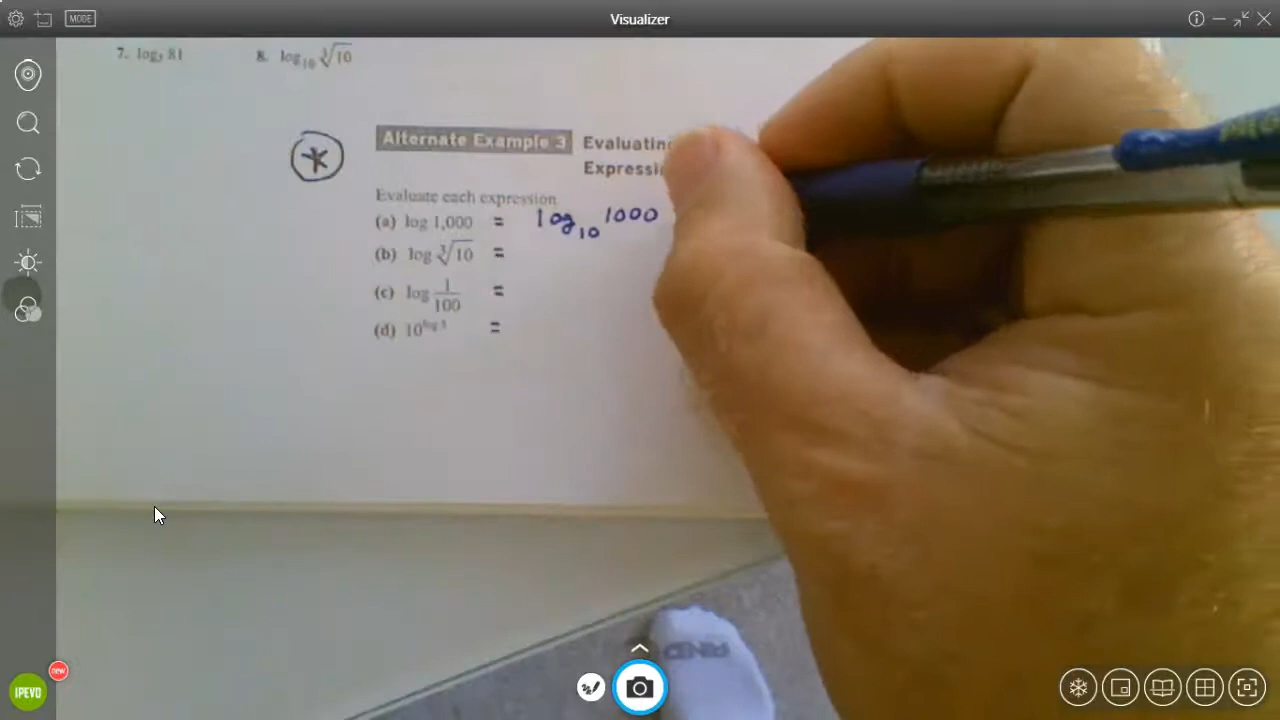 MODE
Visualizer
7. log₃ 81 8. log₁₀ ∛10
Alternate Example 3 Evaluating
Expressi
Evaluate each expression
(a) log 1,000 = log₁₀ 1000
(b) log ∛10 =
(c) log 1/100 =
(d) =
new
IPEVO